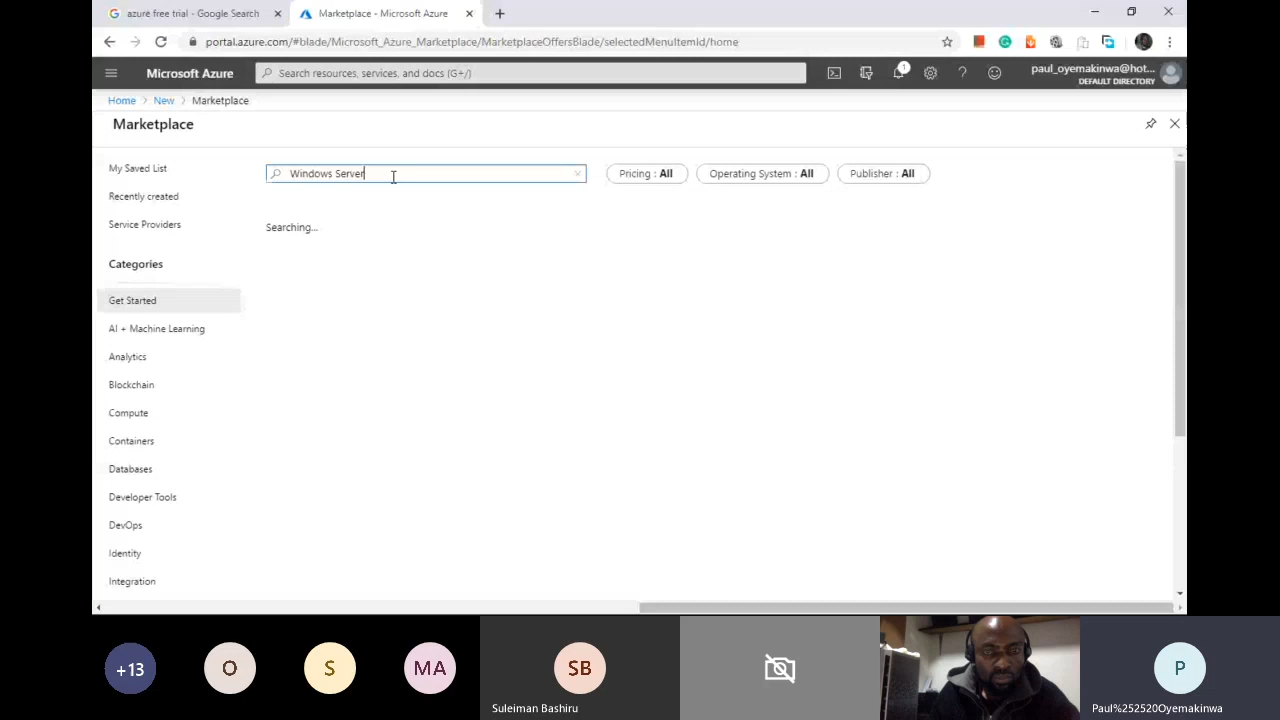 azure free trial - Google Search
Marketplace - Microsoft Azure
portal.azure.com/#blade/Microsoft_Azure_Marketplace/MarketplaceOffersBlade/selectedMenuItemId/home
Microsoft Azure
Search resources, services, and docs (G+/)
1
paul_oyemakinwa@hot...
DEFAULT DIRECTORY
Home > New > Marketplace
Marketplace
My Saved List
Recently created
Service Providers
Categories
Get Started
AI + Machine Learning
Analytics
Blockchain
Compute
Containers
Databases
Developer Tools
DevOps
Identity
Integration
Windows Server
Pricing : All
Operating System : All
Publisher : All
Searching...
+13
O
S
MA
SB
Suleiman Bashiru
P
Paul%252520Oyemakinwa